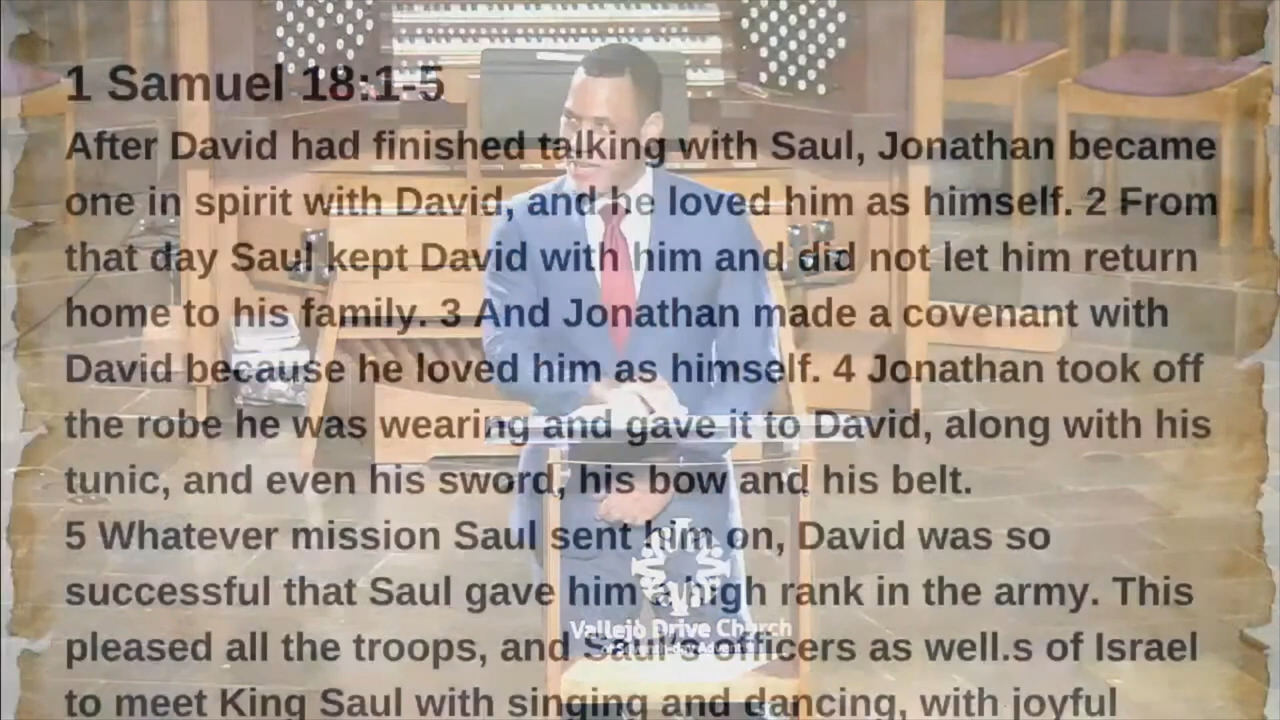 1 Samuel 18:1-5
After David had finished talking with Saul, Jonathan became
one in spirit with David, and he loved him as himself. 2 From
that day Saul kept David with him and did not let him return
home to his family. 3 And Jonathan made a covenant with
David because he loved him as himself. 4 Jonathan took off
the robe he was wearing and gave it to David, along with his
tunic, and even his sword, his bow and his belt.
5 Whatever mission Saul sent him on, David was so
successful that Saul gave him a high rank in the army. This
Vallejo Drive Church
pleased all the troops, and Saul's officers as well.s of Israel
of Seventh-day Adventists
to meet King Saul with singing and dancing, with joyful